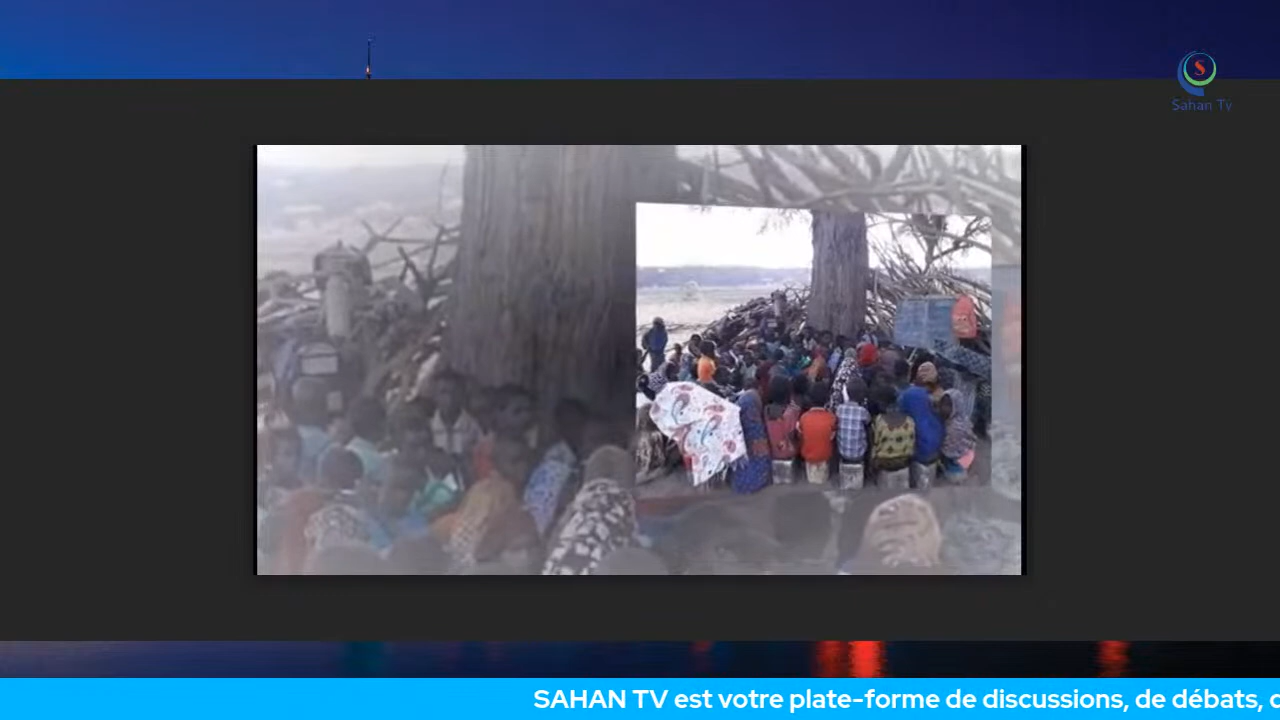 S
Sahan Tv
SAHAN TV est votre plate-forme de discussions, de débats,